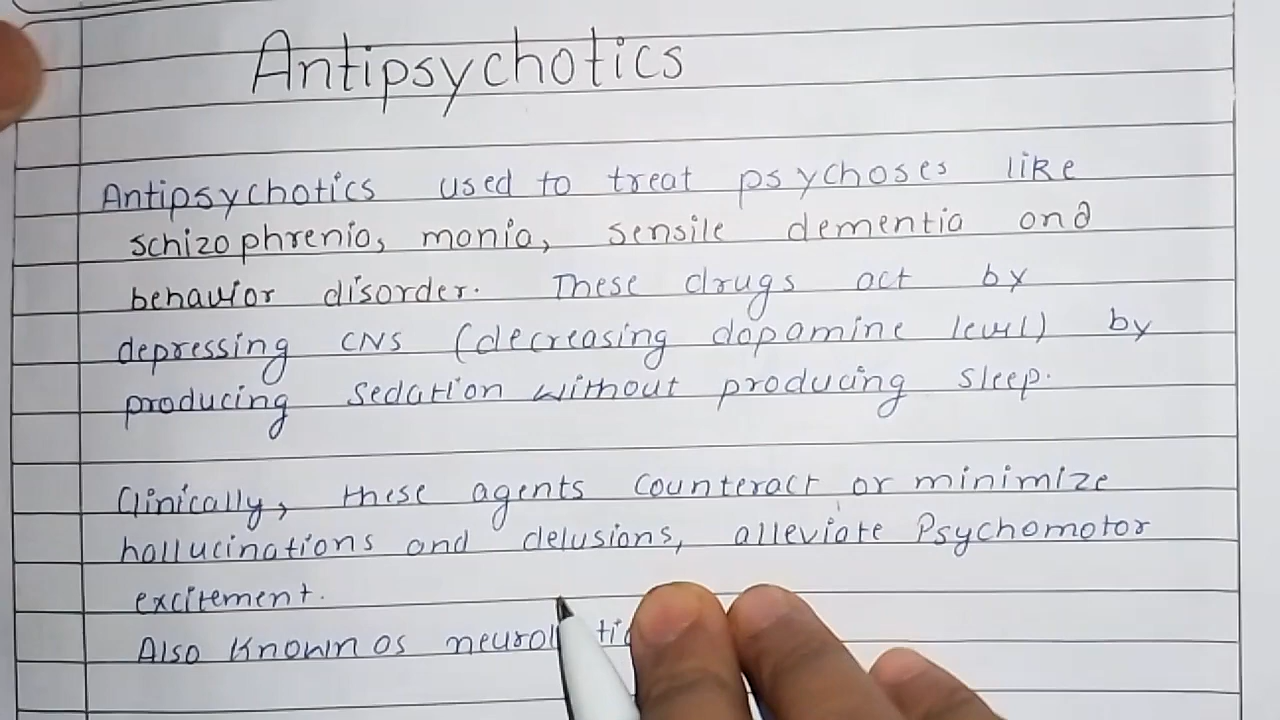 Antipsychotics
Antipsychotics used to treat psychoses like
schizophrenia, mania, sensile dementia and
behavior disorder. These drugs act by
depressing CNS (decreasing dopamine level) by
producing sedation without producing sleep.
Clinically, these agents counteract or minimize
hallucinations and delusions, alleviate Psychomotor
excitement.
Also known as